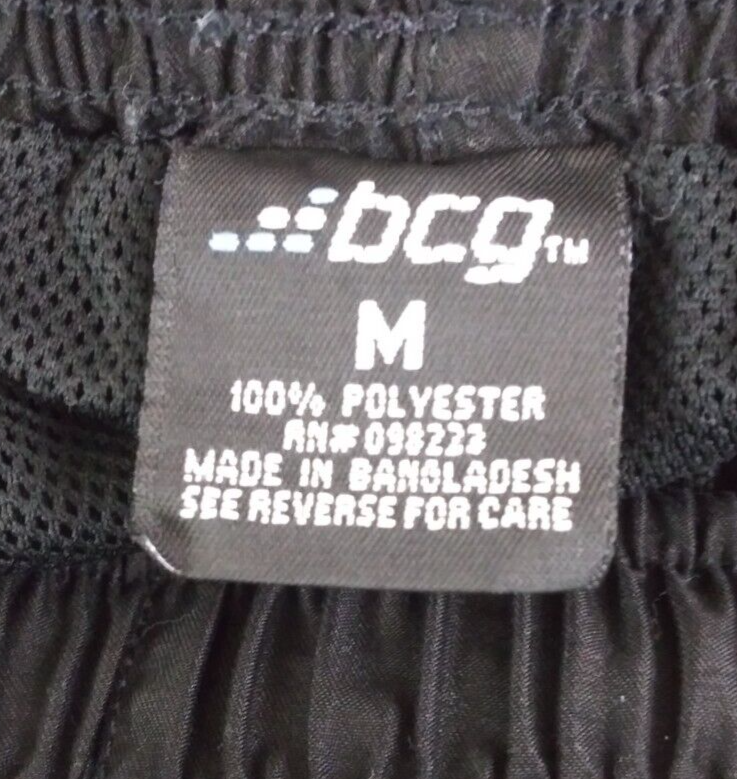 bcg™
M
100% POLYESTER
RN# 098223
MADE IN BANGLADESH
SEE REVERSE FOR CARE